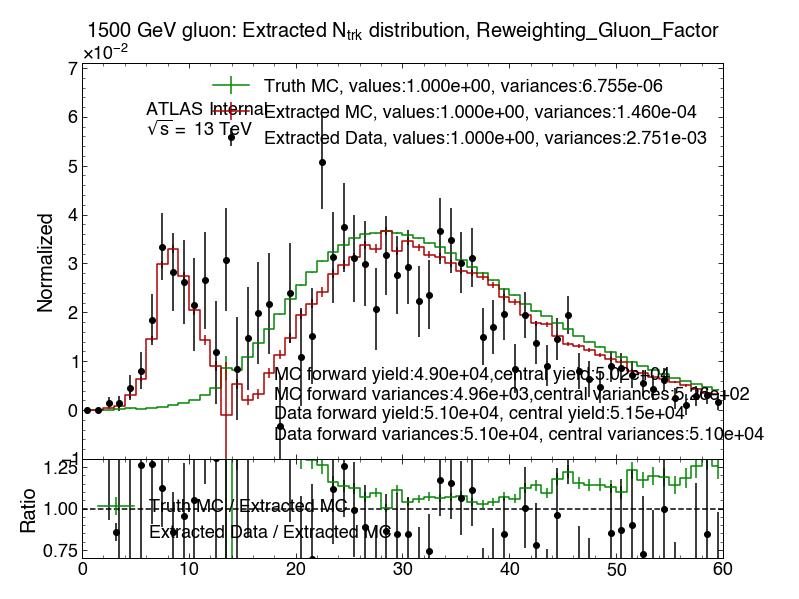 1500 GeV gluon: Extracted Ntrk distribution, Reweighting_Gluon_Factor
×10−2
Truth MC, values:1.000e+00, variances:6.755e-06
ATLAS Internal
Extracted MC, values:1.000e+00, variances:1.460e-04
√s = 13 TeV
Extracted Data, values:1.000e+00, variances:2.751e-03
Normalized
7
6
5
4
3
2
1
0
MC forward yield:4.90e+04,central yield:5.02e+04
MC forward variances:4.96e+03,central variances:5.26e+02
Data forward yield:5.10e+04, central yield:5.15e+04
Data forward variances:5.10e+04, central variances:5.10e+04
Ratio
1.25
1.00
0.75
Truth MC / Extracted MC
Extracted Data / Extracted MC
0 10 20 30 40 50 60